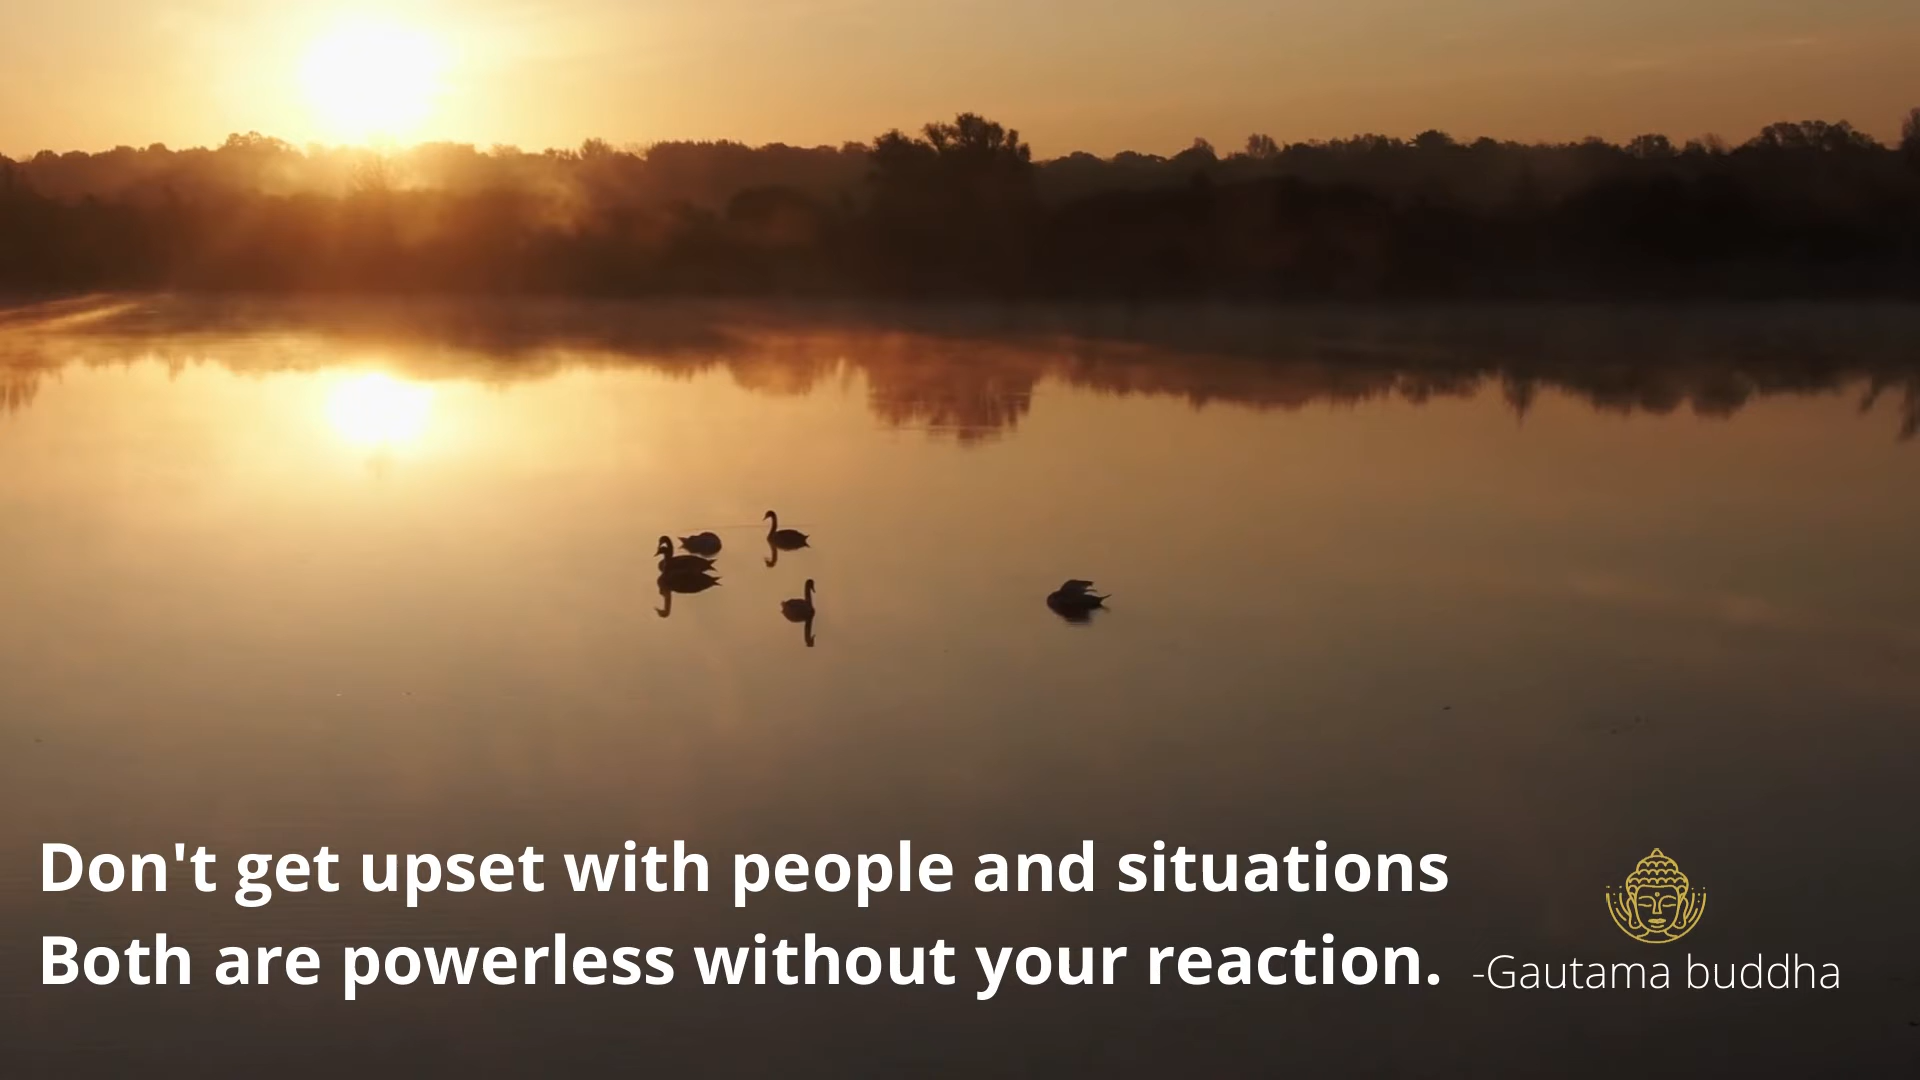 Don't get upset with people and situations
Both are powerless without your reaction.
-Gautama buddha